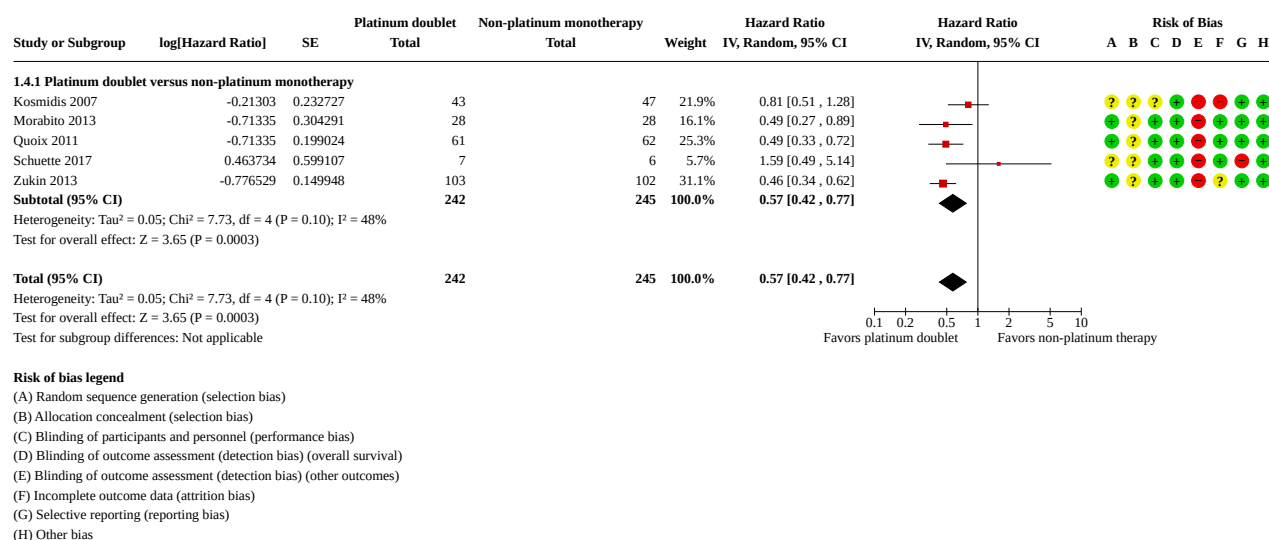 Platinum doublet Non-platinum monotherapy Hazard Ratio Hazard Ratio Risk of Bias
Study or Subgroup log[Hazard Ratio] SE Total Total Weight IV, Random, 95% CI IV, Random, 95% CI A B C D E F G H
1.4.1 Platinum doublet versus non-platinum monotherapy
Kosmidis 2007 -0.21303 0.232727 43 47 21.9% 0.81 [0.51 , 1.28] ? ? ? + − − + +
Morabito 2013 -0.71335 0.304291 28 28 16.1% 0.49 [0.27 , 0.89] + ? + + − + + +
Quoix 2011 -0.71335 0.199024 61 62 25.3% 0.49 [0.33 , 0.72] + ? + + − + + +
Schuette 2017 0.463734 0.599107 7 6 5.7% 1.59 [0.49 , 5.14] ? ? + + − + − +
Zukin 2013 -0.776529 0.149948 103 102 31.1% 0.46 [0.34 , 0.62] + ? + + − ? + +
Subtotal (95% CI) 242 245 100.0% 0.57 [0.42 , 0.77]
Heterogeneity: Tau² = 0.05; Chi² = 7.73, df = 4 (P = 0.10); I² = 48%
Test for overall effect: Z = 3.65 (P = 0.0003)
Total (95% CI) 242 245 100.0% 0.57 [0.42 , 0.77]
Heterogeneity: Tau² = 0.05; Chi² = 7.73, df = 4 (P = 0.10); I² = 48%
Test for overall effect: Z = 3.65 (P = 0.0003) 0.1 0.2 0.5 1 2 5 10
Test for subgroup differences: Not applicable Favors platinum doublet Favors non-platinum therapy
Risk of bias legend
(A) Random sequence generation (selection bias)
(B) Allocation concealment (selection bias)
(C) Blinding of participants and personnel (performance bias)
(D) Blinding of outcome assessment (detection bias) (overall survival)
(E) Blinding of outcome assessment (detection bias) (other outcomes)
(F) Incomplete outcome data (attrition bias)
(G) Selective reporting (reporting bias)
(H) Other bias